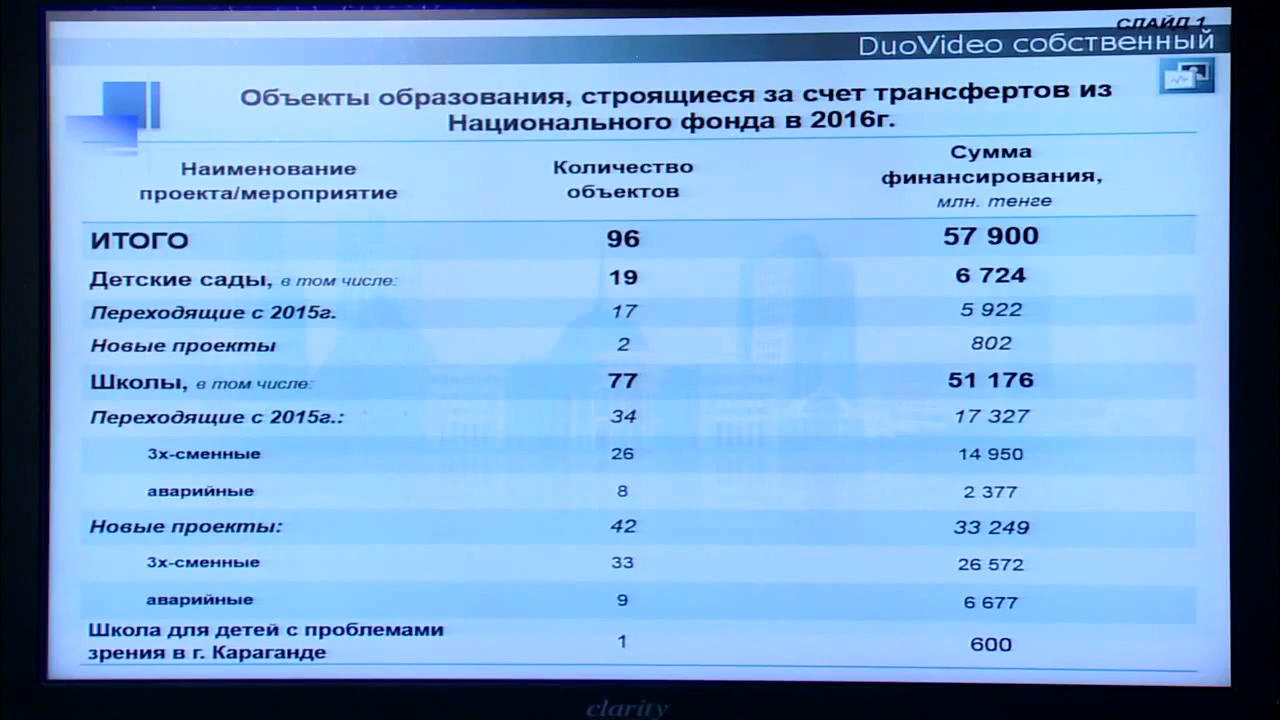 СЛАЙД 1
DuoVideo собственный
Объекты образования, строящиеся за счет трансфертов из
Национального фонда в 2016г.
Наименование
проекта/мероприятие
Количество
объектов
Сумма
финансирования,
млн. тенге
ИТОГО 96 57 900
Детские сады, в том числе: 19 6 724
Переходящие с 2015г. 17 5 922
Новые проекты 2 802
Школы, в том числе: 77 51 176
Переходящие с 2015г.: 34 17 327
3х-сменные 26 14 950
аварийные 8 2 377
Новые проекты: 42 33 249
3х-сменные 33 26 572
аварийные 9 6 677
Школа для детей с проблемами
зрения в г. Караганде 1 600
clarity